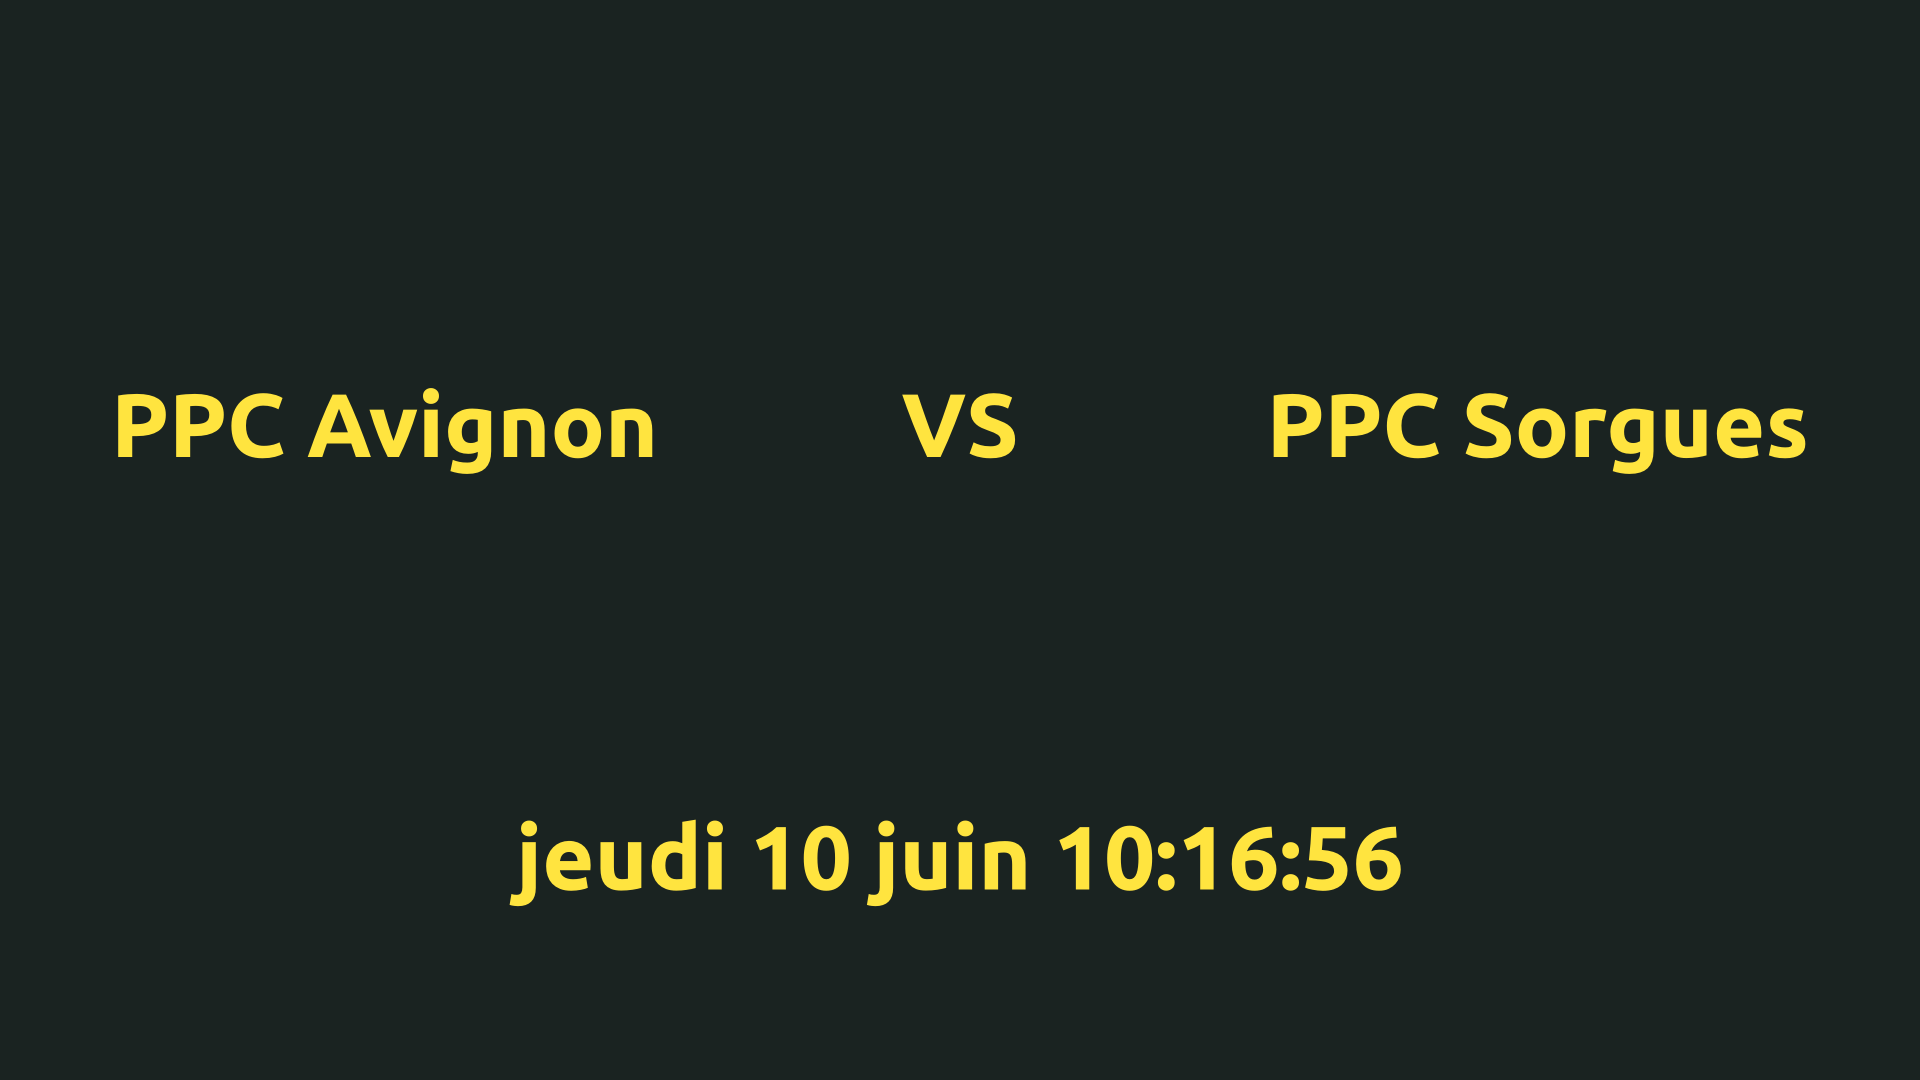 PPC Avignon VS PPC Sorgues
jeudi 10 juin 10:16:56